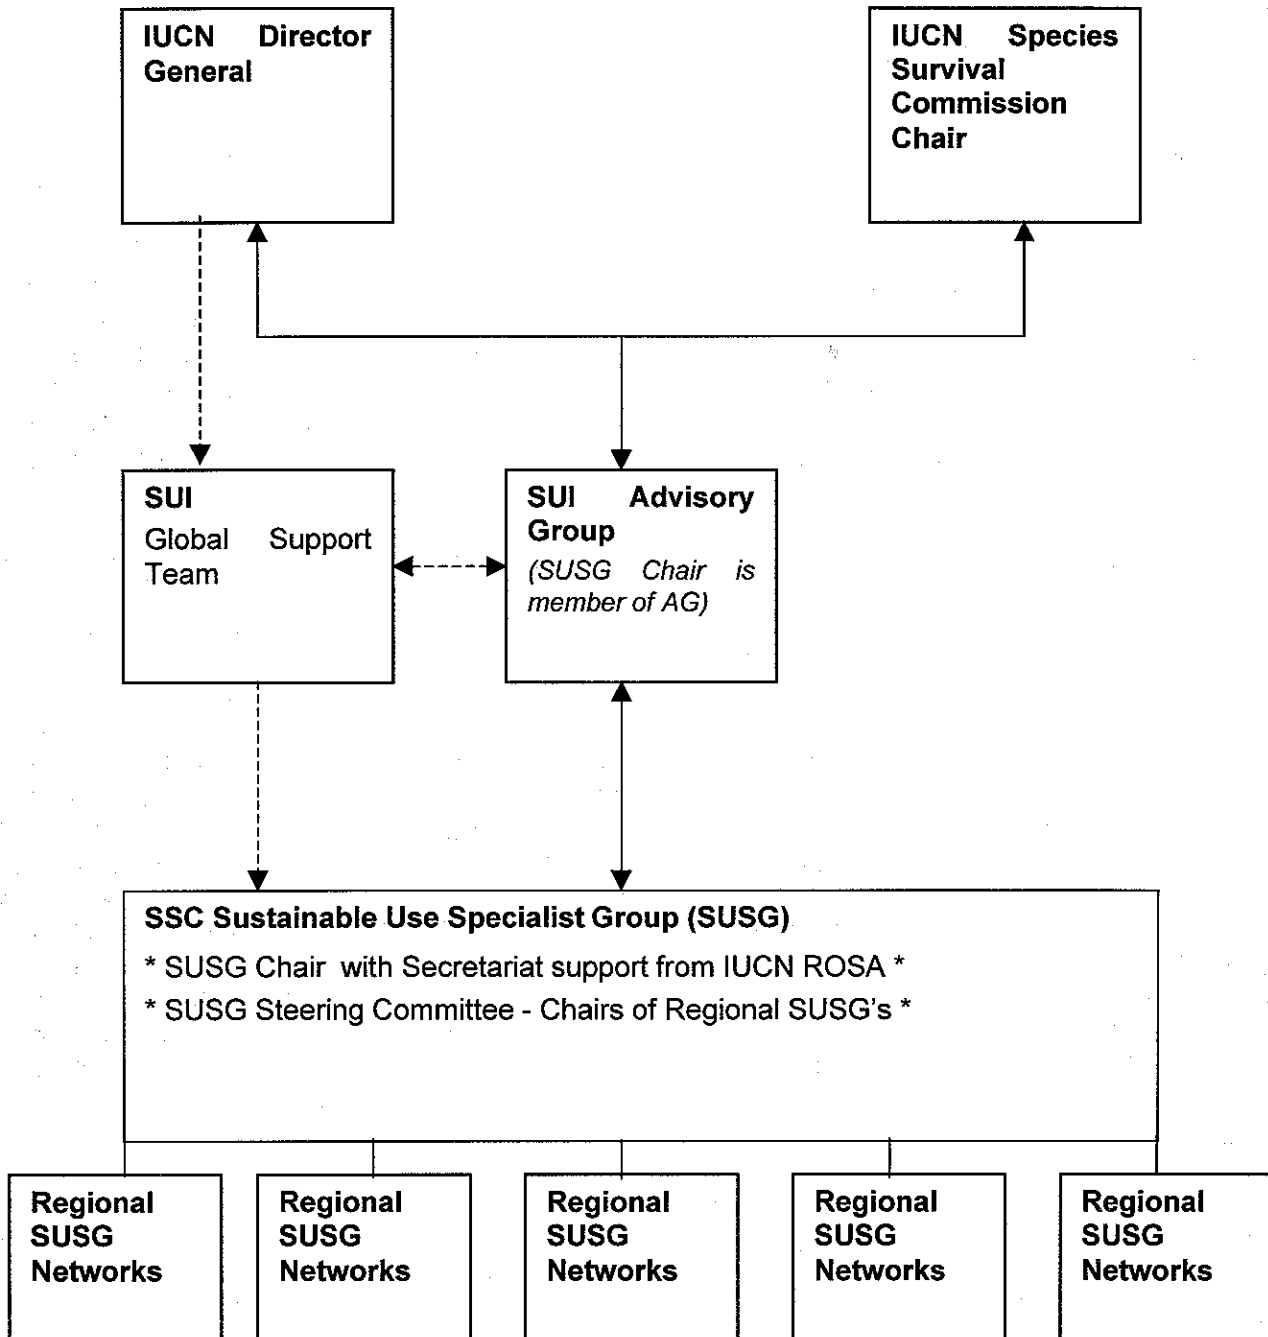 IUCN Director
General
IUCN Species
Survival
Commission
Chair
SUI
Global Support
Team
SUI Advisory
Group
(SUSG Chair is
member of AG)
SSC Sustainable Use Specialist Group (SUSG)
* SUSG Chair with Secretariat support from IUCN ROSA *
* SUSG Steering Committee - Chairs of Regional SUSG's *
Regional
SUSG
Networks
Regional
SUSG
Networks
Regional
SUSG
Networks
Regional
SUSG
Networks
Regional
SUSG
Networks